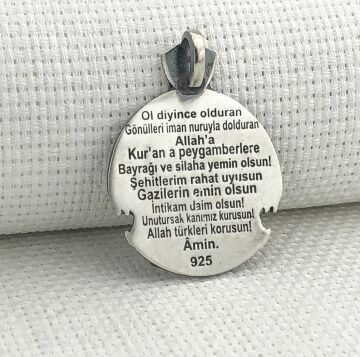 Ol diyince olduran
Gönülleri iman nuruyla dolduran
Allah'a
Kur'an a peygamberlere
Bayrağı ve silaha yemin olsun!
Şehitlerim rahat uyusun
Gazilerin emin olsun
İntikam daim olsun!
Unutursak kanımız kurusun!
Allah türkleri korusun!
Âmin.
925